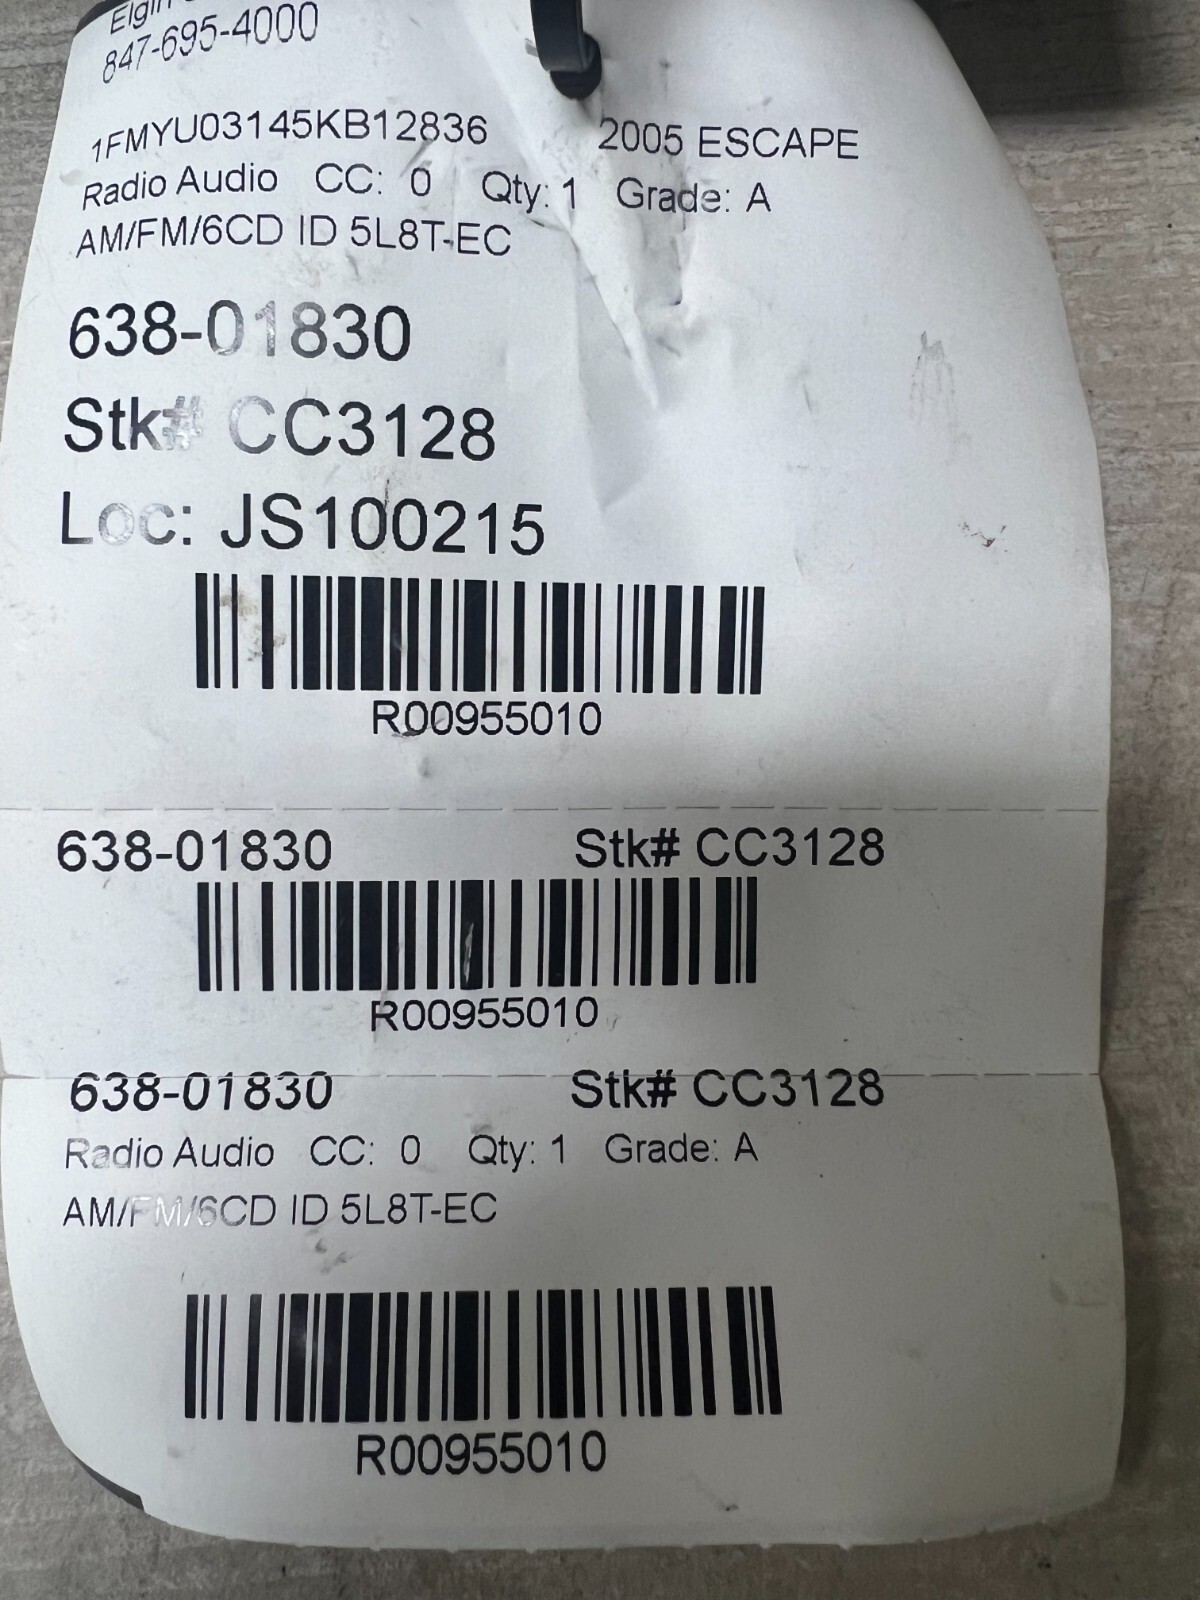 Elgin
847-695-4000
1FMYU03145KB12836 2005 ESCAPE
Radio Audio CC: 0 Qty: 1 Grade: A
AM/FM/6CD ID 5L8T-EC
638-01830
Stk# CC3128
Loc: JS100215
R00955010
638-01830 Stk# CC3128
R00955010
638-01830 Stk# CC3128
Radio Audio CC: 0 Qty: 1 Grade: A
AM/FM/6CD ID 5L8T-EC
R00955010